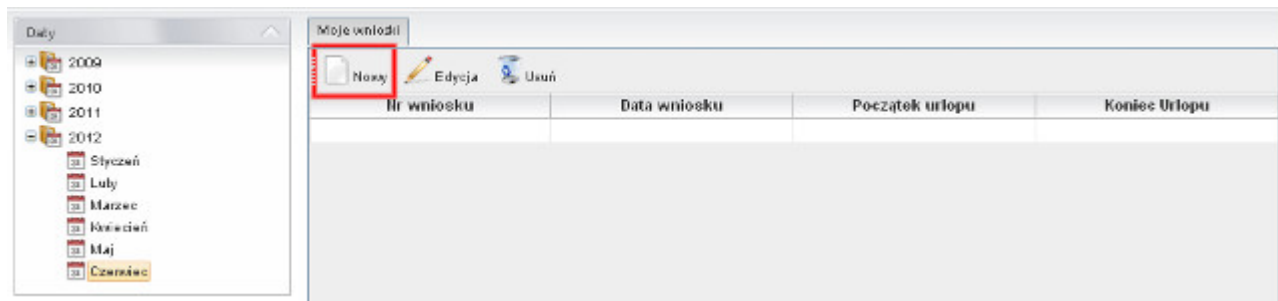 Daty
2009
2010
2011
2012
Styczeń
Luty
Marzec
Kwiecień
Maj
Czerwiec
Moje wnioski
Nowy Edycja Usuń
Nr wniosku Data wniosku Początek urlopu Koniec Urlopu